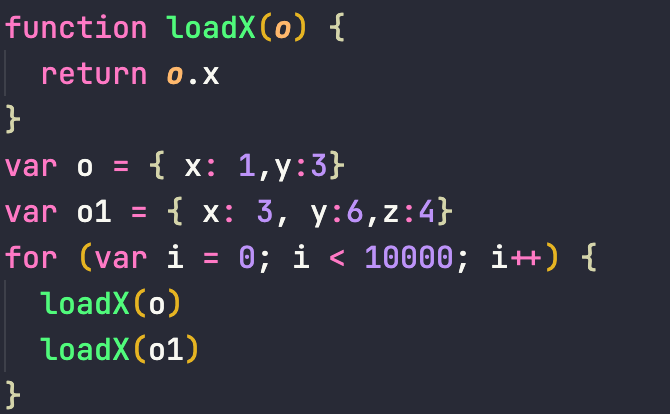 function loadX(o) {
  return o.x
}
var o = { x: 1,y:3}
var o1 = { x: 3, y:6,z:4}
for (var i = 0; i < 10000; i++) {
  loadX(o)
  loadX(o1)
}